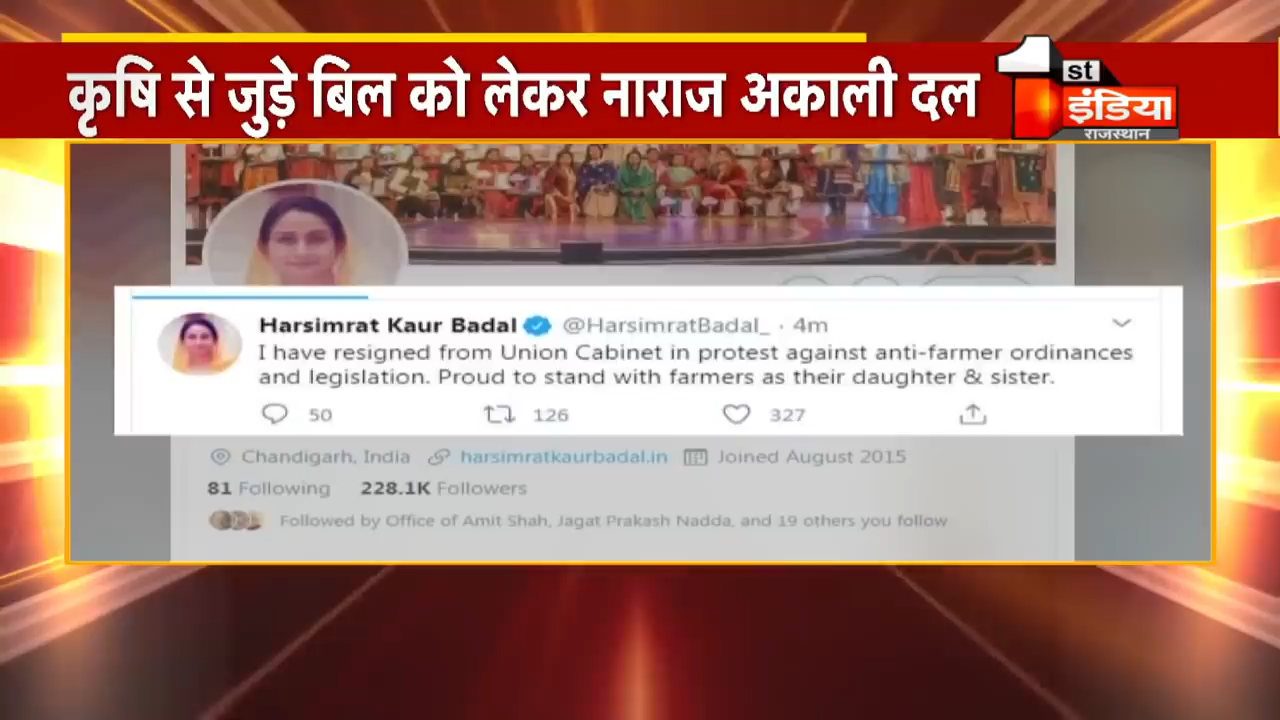 कृषि से जुड़े बिल को लेकर नाराज अकाली दल
1st
इंडिया
राजस्थान
Harsimrat Kaur Badal @HarsimratBadal_ · 4m
I have resigned from Union Cabinet in protest against anti-farmer ordinances
and legislation. Proud to stand with farmers as their daughter & sister.
50 126 327
Chandigarh, India harsimratkaurbadal.in Joined August 2015
81 Following 228.1K Followers
Followed by Office of Amit Shah, Jagat Prakash Nadda, and 19 others you follow